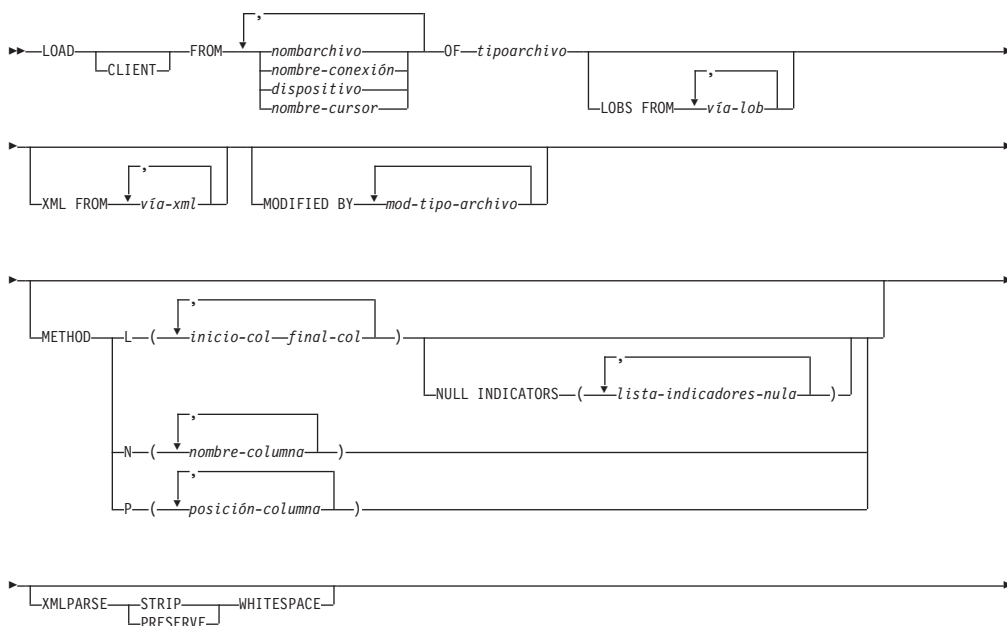 ,
LOAD CLIENT FROM nombarchivo OF tipoarchivo
nombre-conexión
dispositivo
nombre-cursor
,
LOBS FROM vía-lob
,
XML FROM vía-xml MODIFIED BY mod-tipo-archivo
,
METHOD L ( inicio-col final-col )
,
NULL INDICATORS ( lista-indicadores-nula )
,
N ( nombre-columna )
,
P ( posición-columna )
XMLPARSE STRIP WHITESPACE
PRESERVE